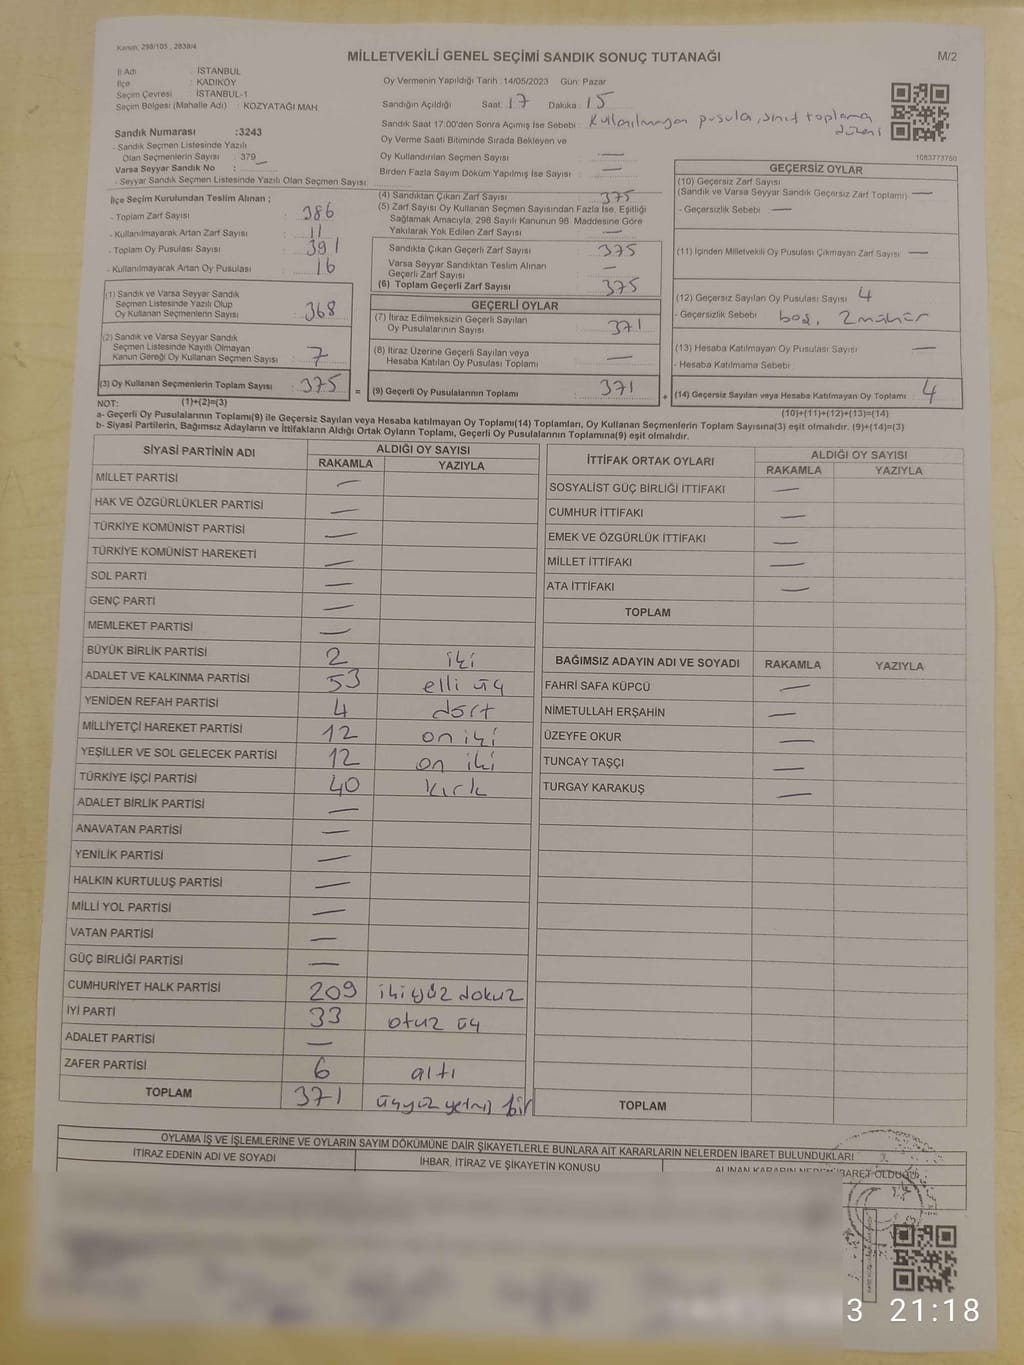 Kanun, 298/105 , 2839/4
MİLLETVEKİLİ GENEL SEÇİMİ SANDIK SONUÇ TUTANAĞI
M/2
İl Adı : İSTANBUL
İlçe : KADIKÖY
Seçim Çevresi : İSTANBUL-1
Seçim Bölgesi (Mahalle Adı) : KOZYATAĞI MAH.
Sandık Numarası :3243
- Sandık Seçmen Listesinde Yazılı
Olan Seçmenlerin Sayısı : 379
Varsa Seyyar Sandık No : —
- Seyyar Sandık Seçmen Listesinde Yazılı Olan Seçmen Sayısı:
Oy Vermenin Yapıldığı Tarih :14/05/2023 Gün: Pazar
Sandığın Açıldığı Saat: 17 Dakika: 15
Sandık Saat 17:00'den Sonra Açımış İse Sebebi : Kullanılmayan pusula, sınıf toplama düzeni
Oy Verme Saati Bitiminde Sırada Bekleyen ve
Oy Kullandırılan Seçmen Sayısı : —
Birden Fazla Sayım Döküm Yapılmış İse Sayısı : —
1083773750
İlçe Seçim Kurulundan Teslim Alınan ;
- Toplam Zarf Sayısı : 386
- Kullanılmayarak Artan Zarf Sayısı : 11
- Toplam Oy Pusulası Sayısı : 391
- Kullanılmayarak Artan Oy Pusulası : 16
(1) Sandık ve Varsa Seyyar Sandık
Seçmen Listesinde Yazılı Olup
Oy Kullanan Seçmenlerin Sayısı : 368
(2) Sandık ve Varsa Seyyar Sandık
Seçmen Listesinde Kayıtlı Olmayan
Kanun Gereği Oy Kullanan Seçmen Sayısı : 7
(3) Oy Kullanan Seçmenlerin Toplam Sayısı : 375
(1)+(2)=(3)
(4) Sandıktan Çıkan Zarf Sayısı : 375
(5) Zarf Sayısı Oy Kullanan Seçmen Sayısından Fazla İse, Eşitliği
Sağlamak Amacıyla, 298 Sayılı Kanunun 98. Maddesine Göre
Yakılarak Yok Edilen Zarf Sayısı : —
Sandıkta Çıkan Geçerli Zarf Sayısı : 375
Varsa Seyyar Sandıktan Teslim Alınan
Geçerli Zarf Sayısı : —
(6) Toplam Geçerli Zarf Sayısı : 375
GEÇERLİ OYLAR
(7) İtiraz Edilmeksizin Geçerli Sayılan
Oy Pusulalarının Sayısı : 371
(8) İtiraz Üzerine Geçerli Sayılan veya
Hesaba Katılan Oy Pusulası Toplamı : —
= (9) Geçerli Oy Pusulalarının Toplamı : 371
GEÇERSİZ OYLAR
(10) Geçersiz Zarf Sayısı
(Sandık ve Varsa Seyyar Sandık Geçersiz Zarf Toplamı) : —
- Geçersizlik Sebebi : —
(11) İçinden Milletvekili Oy Pusulası Çıkmayan Zarf Sayısı : —
(12) Geçersiz Sayılan Oy Pusulası Sayısı : 4
- Geçersizlik Sebebi : boş, 2 mühür
(13) Hesaba Katılmayan Oy Pusulası Sayısı : —
- Hesaba Katılmama Sebebi :
+ (14) Geçersiz Sayılan veya Hesaba Katılmayan Oy Toplamı : 4
(10)+(11)+(12)+(13)=(14)
NOT:
a- Geçerli Oy Pusulalarının Toplamı(9) ile Geçersiz Sayılan veya Hesaba katılmayan Oy Toplamı(14) Toplamları, Oy Kullanan Seçmenlerin Toplam Sayısına(3) eşit olmalıdır. (9)+(14)=(3)
b- Siyasi Partilerin, Bağımsız Adayların ve İttifakların Aldığı Ortak Oyların Toplamı, Geçerli Oy Pusulalarının Toplamına(9) eşit olmalıdır.
SİYASİ PARTİNİN ADI
ALDIĞI OY SAYISI
RAKAMLA YAZIYLA
MİLLET PARTİSİ —
HAK VE ÖZGÜRLÜKLER PARTİSİ —
TÜRKİYE KOMÜNİST PARTİSİ —
TÜRKİYE KOMÜNİST HAREKETİ —
SOL PARTİ —
GENÇ PARTİ —
MEMLEKET PARTİSİ —
BÜYÜK BİRLİK PARTİSİ 2 iki
ADALET VE KALKINMA PARTİSİ 53 elli üç
YENİDEN REFAH PARTİSİ 4 dört
MİLLİYETÇİ HAREKET PARTİSİ 12 on iki
YEŞİLLER VE SOL GELECEK PARTİSİ 12 on iki
TÜRKİYE İŞÇİ PARTİSİ 40 kırk
ADALET BİRLİK PARTİSİ —
ANAVATAN PARTİSİ —
YENİLİK PARTİSİ —
HALKIN KURTULUŞ PARTİSİ —
MİLLİ YOL PARTİSİ —
VATAN PARTİSİ —
GÜÇ BİRLİĞİ PARTİSİ —
CUMHURİYET HALK PARTİSİ 209 ikiyüz dokuz
İYİ PARTİ 33 otuz üç
ADALET PARTİSİ —
ZAFER PARTİSİ 6 altı
TOPLAM 371 üçyüz yetmiş bir
İTTİFAK ORTAK OYLARI
ALDIĞI OY SAYISI
RAKAMLA YAZIYLA
SOSYALİST GÜÇ BİRLİĞİ İTTİFAKI —
CUMHUR İTTİFAKI —
EMEK VE ÖZGÜRLÜK İTTİFAKI —
MİLLET İTTİFAKI —
ATA İTTİFAKI —
TOPLAM
BAĞIMSIZ ADAYIN ADI VE SOYADI RAKAMLA YAZIYLA
FAHRİ SAFA KÜPCÜ —
NİMETULLAH ERŞAHİN —
ÜZEYFE OKUR —
TUNCAY TAŞÇI —
TURGAY KARAKUŞ —
TOPLAM
OYLAMA İŞ VE İŞLEMLERİNE VE OYLARIN SAYIM DÖKÜMÜNE DAİR ŞİKAYETLERLE BUNLARA AİT KARARLARIN NELERDEN İBARET BULUNDUKLARI
İTİRAZ EDENİN ADI VE SOYADI
İHBAR, İTİRAZ VE ŞİKAYETİN KONUSU
ALINAN KARARIN NEDEN İBARET OLDUĞU
3 21:18